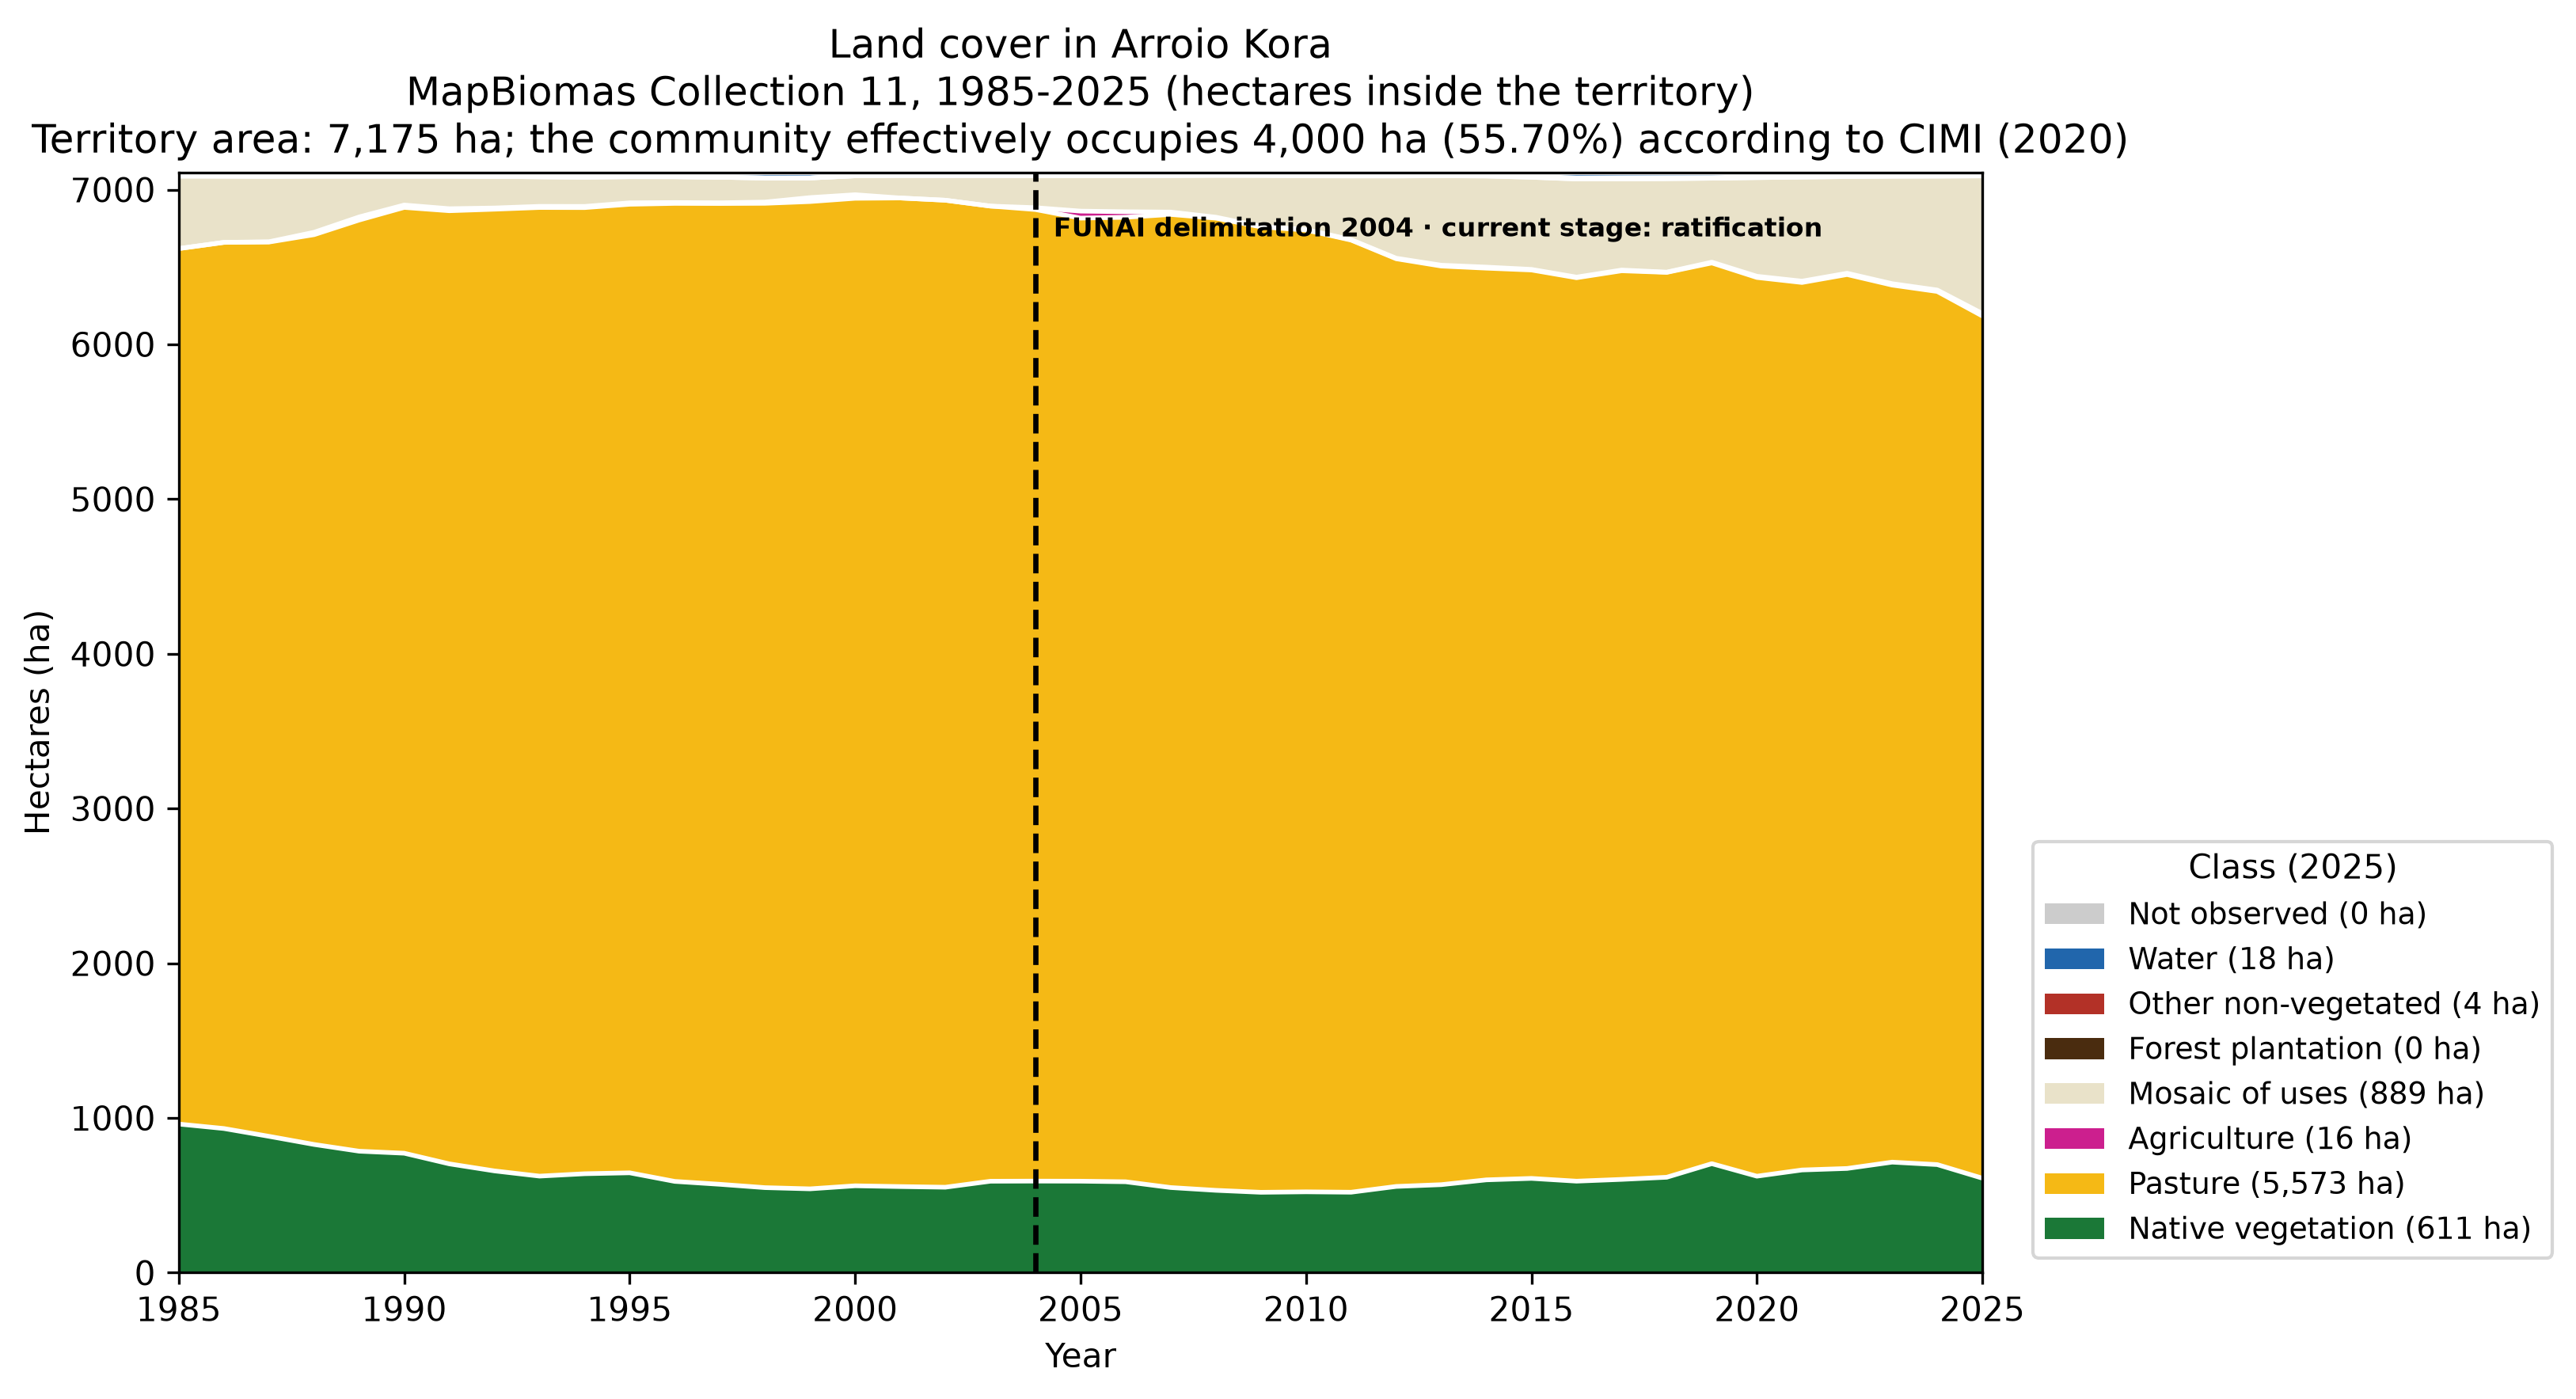 Land cover in Arroio Kora
MapBiomas Collection 11, 1985-2025 (hectares inside the territory)
Territory area: 7,175 ha; the community effectively occupies 4,000 ha (55.70%) according to CIMI (2020)
7000
FUNAI delimitation 2004 · current stage: ratification
6000
5000
4000
3000
2000
1000
0
Hectares (ha)
1985 1990 1995 2000 2005 2010 2015 2020 2025
Year
Class (2025)
Not observed (0 ha)
Water (18 ha)
Other non-vegetated (4 ha)
Forest plantation (0 ha)
Mosaic of uses (889 ha)
Agriculture (16 ha)
Pasture (5,573 ha)
Native vegetation (611 ha)